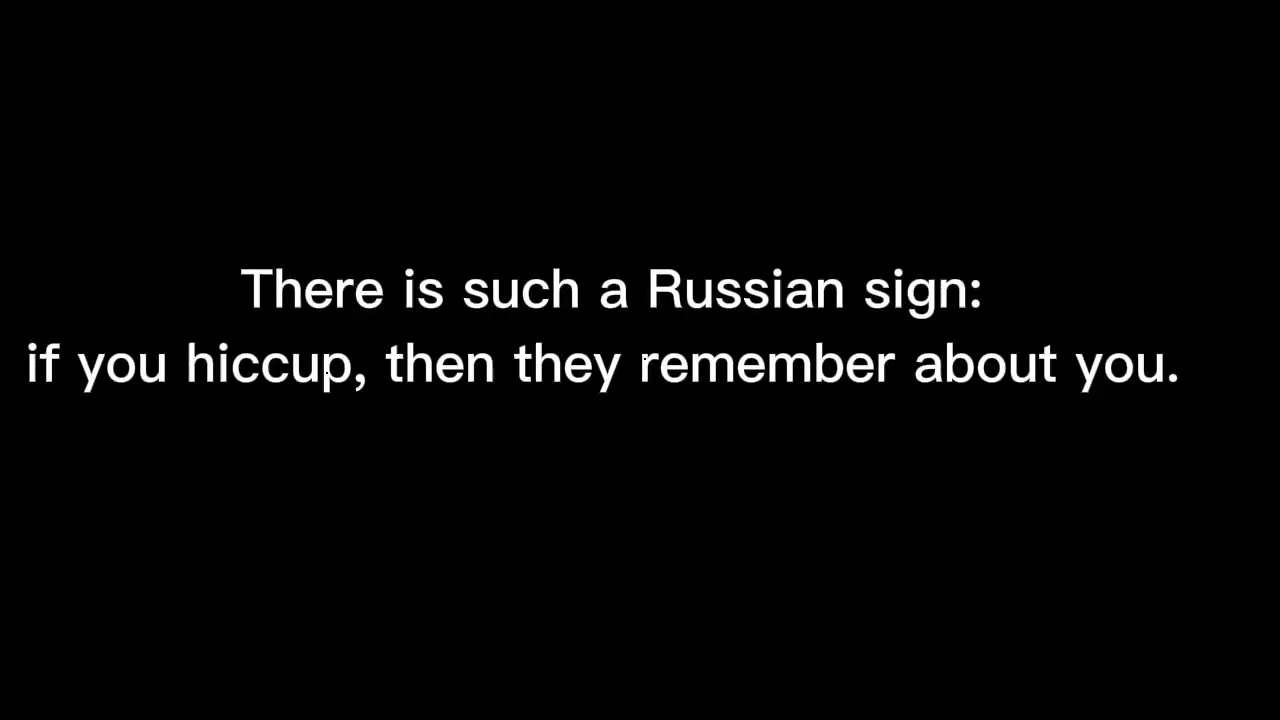 There is such a Russian sign:
if you hiccup, then they remember about you.